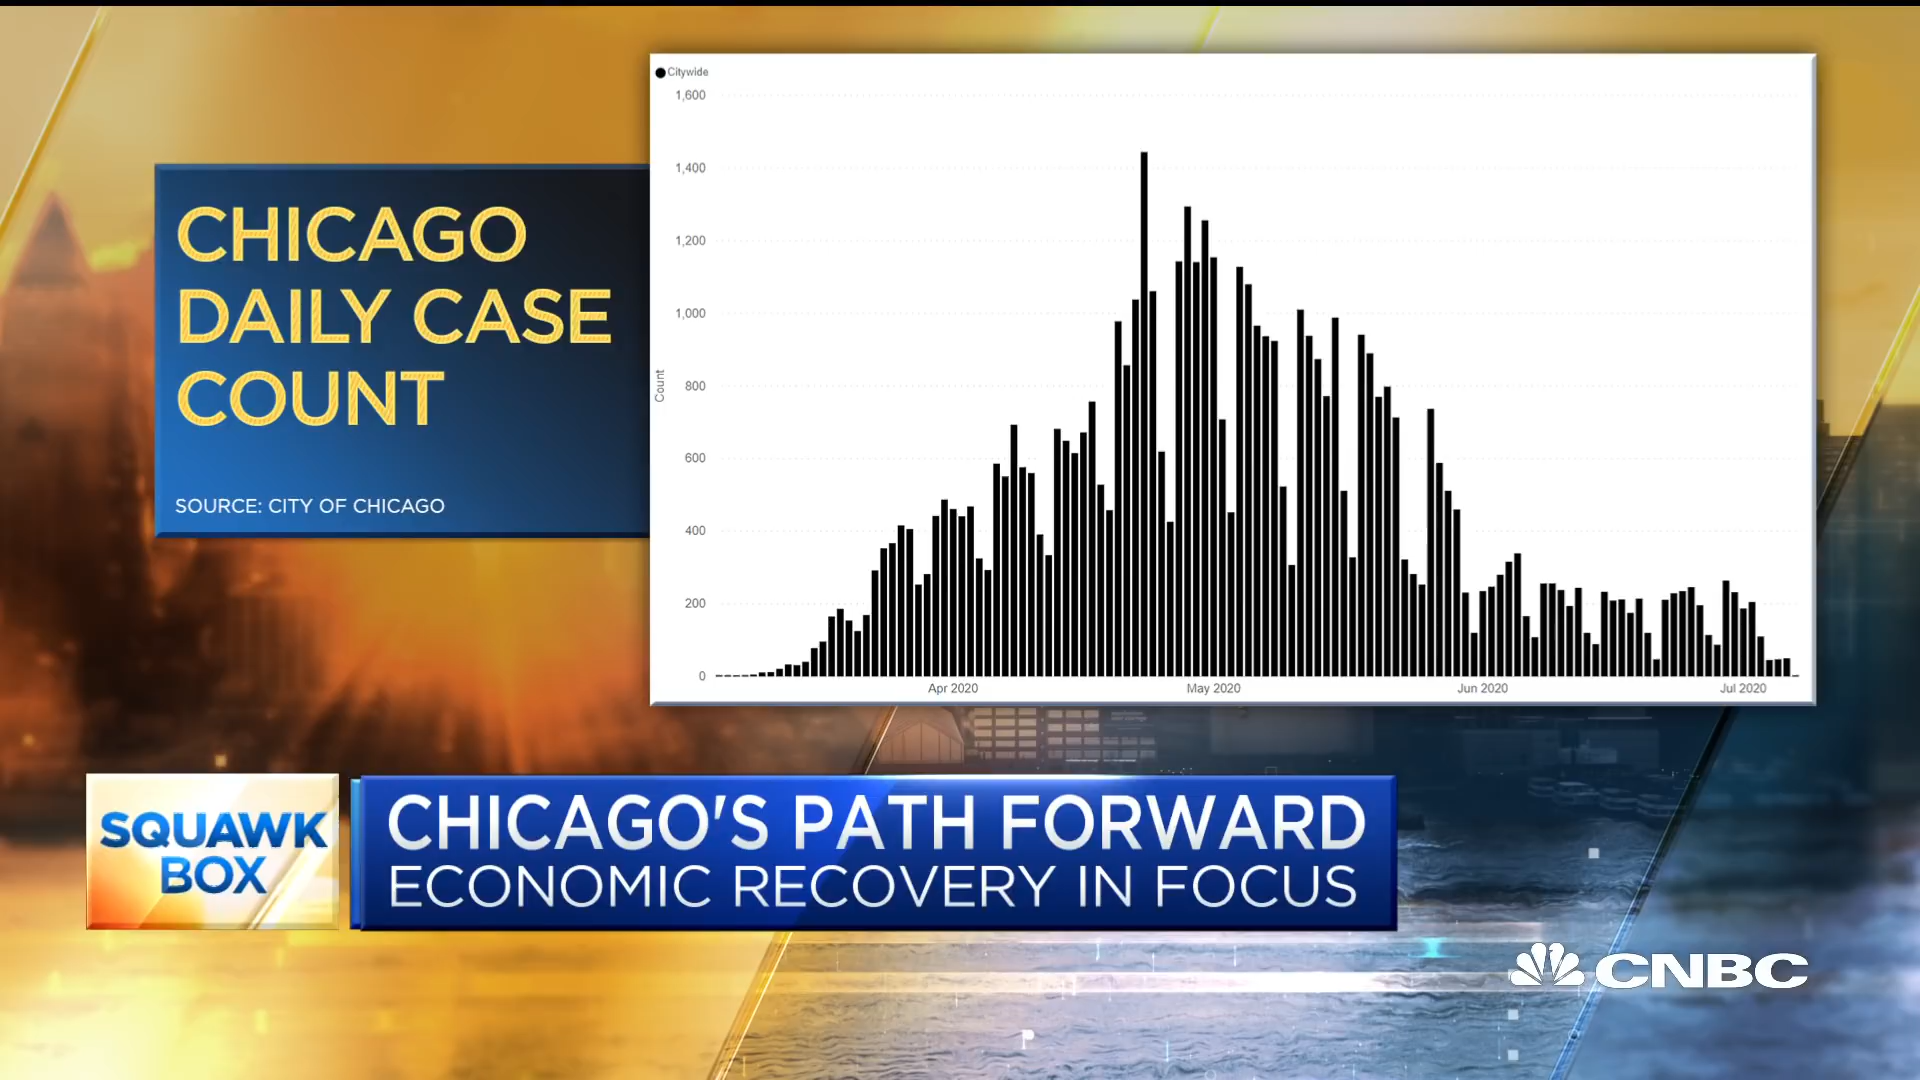 Citywide
1,600
1,400
1,200
1,000
800
600
400
200
0
Count
Apr 2020
May 2020
Jun 2020
Jul 2020
CHICAGO
DAILY CASE
COUNT
SOURCE: CITY OF CHICAGO
SQUAWK
BOX
CHICAGO'S PATH FORWARD
ECONOMIC RECOVERY IN FOCUS
CNBC
P